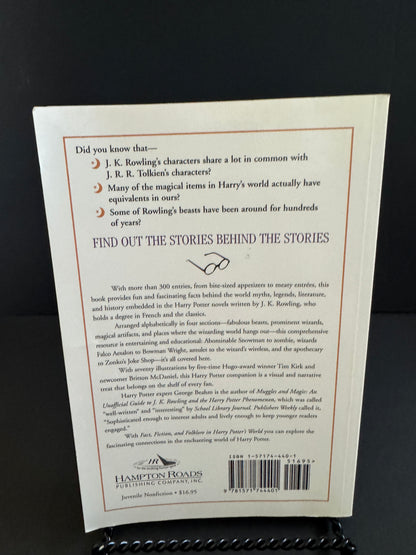 Did you know that—
J. K. Rowling's characters share a lot in common with
J. R. R. Tolkien's characters?
Many of the magical items in Harry's world actually have
equivalents in ours?
Some of Rowling's beasts have been around for hundreds
of years?
FIND OUT THE STORIES BEHIND THE STORIES
With more than 300 entries, from bite-sized appetizers to meaty entrées, this
book provides fun and fascinating facts behind the world myths, legends, literature,
and history embedded in the Harry Potter novels written by J. K. Rowling, who
holds a degree in French and the classics.
Arranged alphabetically in four sections—fabulous beasts, prominent wizards,
magical artifacts, and places where the wizarding world hangs out—this comprehensive
resource is entertaining and educational. Abominable Snowman to zombie, wizards
Falco Aesalon to Bowman Wright, amulet to the wizard's wireless, and the apothecary
to Zonko's Joke Shop—it's all covered here.
With seventy illustrations by five-time Hugo-award winner Tim Kirk and
newcomer Britton McDaniel, this Harry Potter companion is a visual and narrative
treat that belongs on the shelf of every fan.
Harry Potter expert George Beahm is the author of Muggles and Magic: An
Unofficial Guide to J. K. Rowling and the Harry Potter Phenomenon, which was called
"well-written" and "interesting" by School Library Journal. Publishers Weekly called it,
"Sophisticated enough to interest adults and lively enough to keep younger readers
engaged."
With Fact, Fiction, and Folklore in Harry Potter's World you can explore the
fascinating connections in the enchanting world of Harry Potter.
HR
HAMPTON ROADS
PUBLISHING COMPANY, INC.
Juvenile Nonfiction • $16.95
ISBN 1-57174-440-1
51695>
9 781571 744401